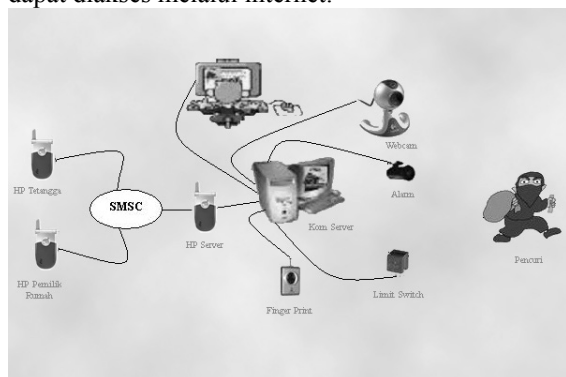 dapat diakses melalui internet.
Webcam
HP Tetangga
SMSC
Alarm
HP Server
Kom Server
Pencuri
HP Pemilik
Rumah
Finger Print
Limit Switch